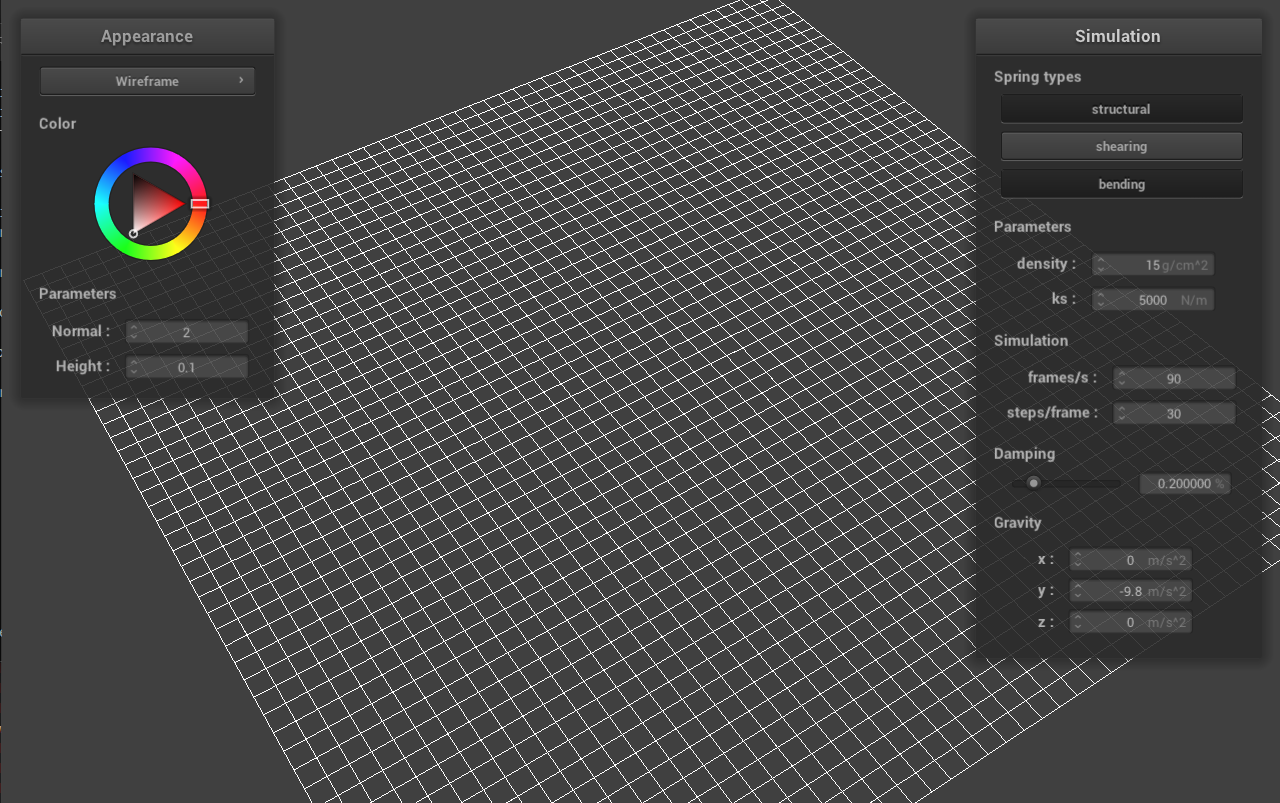 Appearance
Wireframe ›
Color
Parameters
Normal : 2
Height : 0.1
Simulation
Spring types
structural
shearing
bending
Parameters
density : 15 g/cm^2
ks : 5000 N/m
Simulation
frames/s : 90
steps/frame : 30
Damping
0.200000 %
Gravity
x : 0 m/s^2
y : -9.8 m/s^2
z : 0 m/s^2